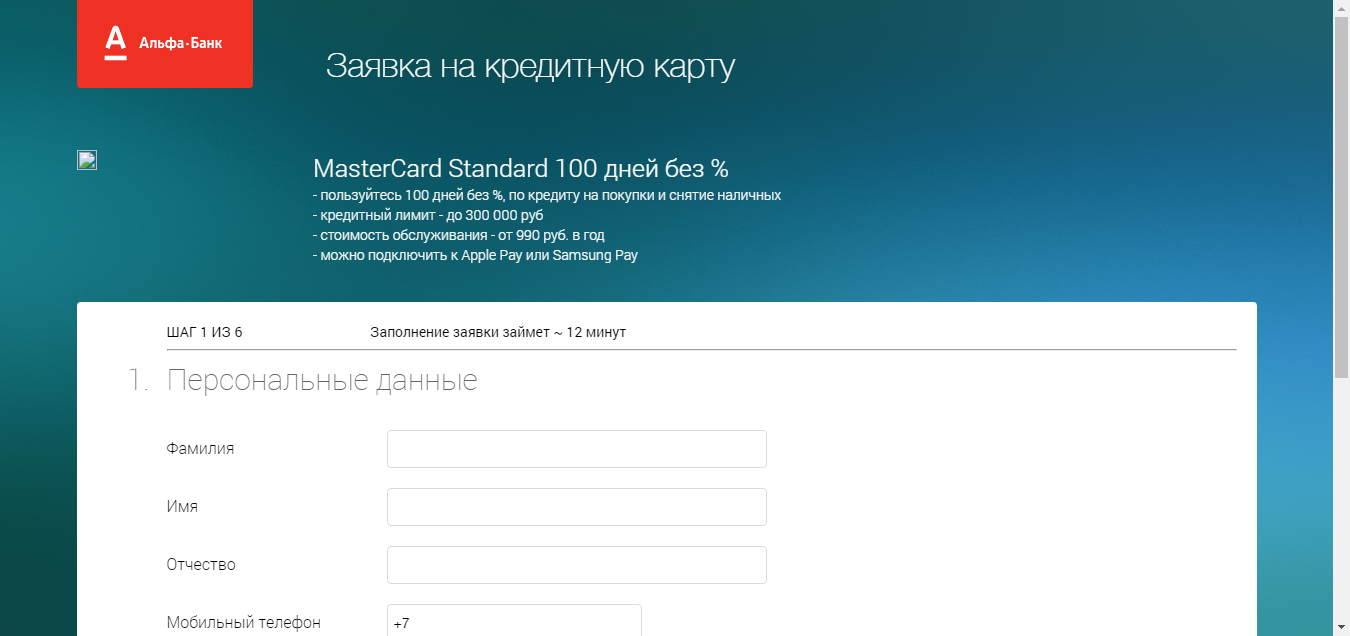 Альфа·Банк
Заявка на кредитную карту
MasterCard Standard 100 дней без %
- пользуйтесь 100 дней без %, по кредиту на покупки и снятие наличных
- кредитный лимит - до 300 000 руб
- стоимость обслуживания - от 990 руб. в год
- можно подключить к Apple Pay или Samsung Pay
ШАГ 1 ИЗ 6 Заполнение заявки займет ~ 12 минут
1. Персональные данные
Фамилия
Имя
Отчество
Мобильный телефон +7